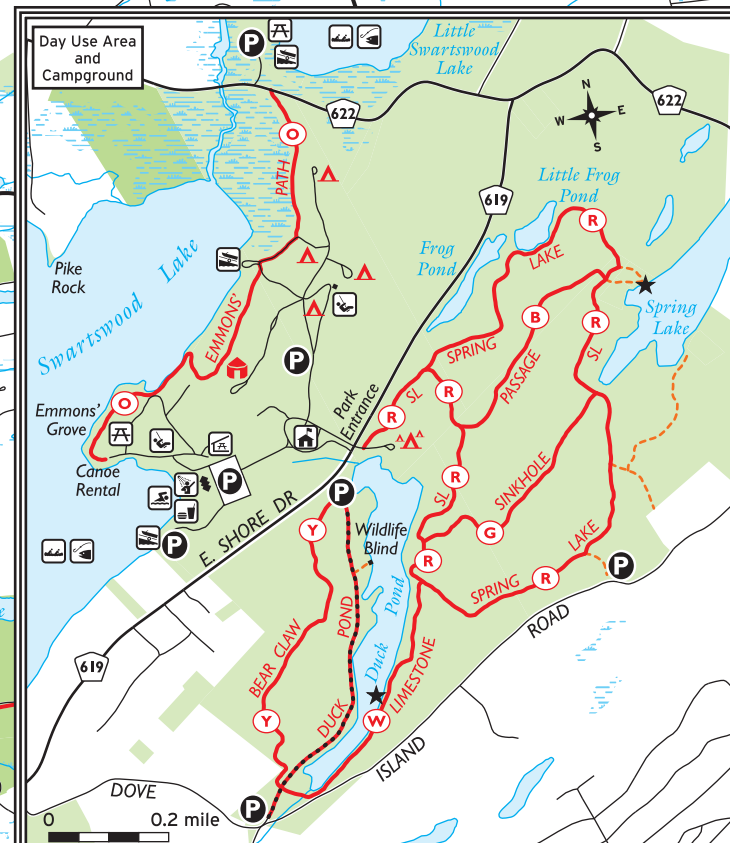 Day Use Area
and
Campground
P
Little
Swartswood
Lake
622
622
N
W E
S
O
PATH
619
Little Frog
Pond
R
LAKE
Frog
Pond
Pike
Rock
Swartswood Lake
EMMONS'
Spring
Lake
B
R
SL
SPRING
PASSAGE
P
Park
Entrance
SL
R
R
O
Emmons'
Grove
Canoe
Rental
P
P
E. SHORE DR
P
Y
Wildlife
Blind
SL
R
SINKHOLE
G
R
LAKE
SPRING
R
P
ROAD
POND
Duck Pond
BEAR CLAW
619
Y
DUCK
W
LIMESTONE
ISLAND
DOVE
P
0 0.2 mile